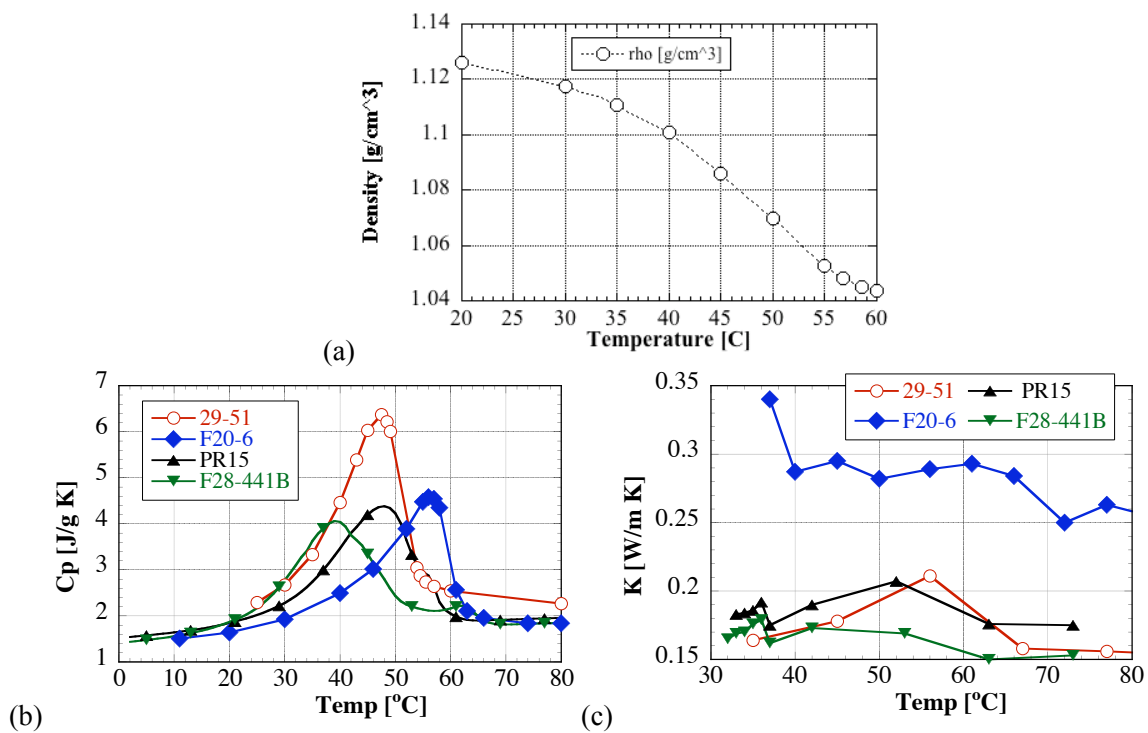 1.14
1.12
1.1
1.08
1.06
1.04
Density [g/cm^3]
rho [g/cm^3]
20 25 30 35 40 45 50 55 60
Temperature [C]
(a)
7
6
5
4
3
2
1
Cp [J/g K]
29-51
F20-6
PR15
F28-441B
0 10 20 30 40 50 60 70 80
Temp [°C]
(b)
0.35
0.3
0.25
0.2
0.15
K [W/m K]
29-51 PR15
F20-6 F28-441B
30 40 50 60 70 80
Temp [°C]
(c)